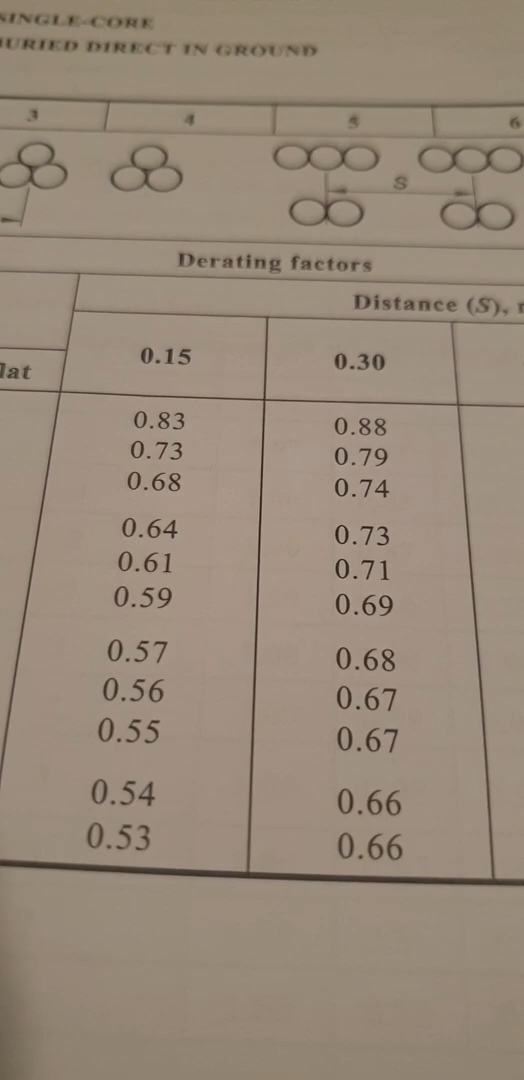 SINGLE-CORE
BURIED DIRECT IN GROUND
3 4 5 6
S
Derating factors
Distance (S),
lat 0.15 0.30
0.83 0.88
0.73 0.79
0.68 0.74
0.64 0.73
0.61 0.71
0.59 0.69
0.57 0.68
0.56 0.67
0.55 0.67
0.54 0.66
0.53 0.66